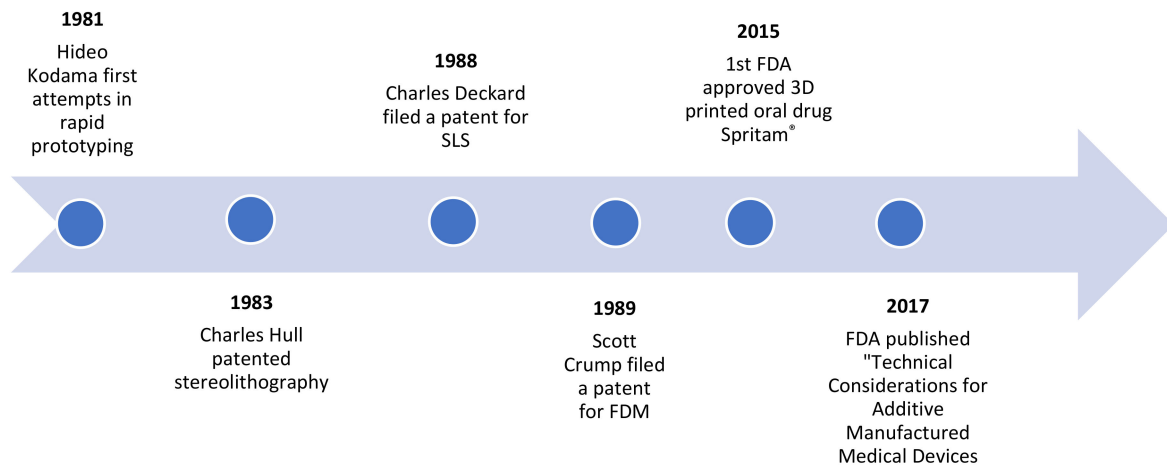 1981
Hideo
Kodama first
attempts in
rapid
prototyping
1983
Charles Hull
patented
stereolithography
1988
Charles Deckard
filed a patent for
SLS
1989
Scott
Crump filed
a patent
for FDM
2015
1st FDA
approved 3D
printed oral drug
Spritam®
2017
FDA published
"Technical
Considerations for
Additive
Manufactured
Medical Devices